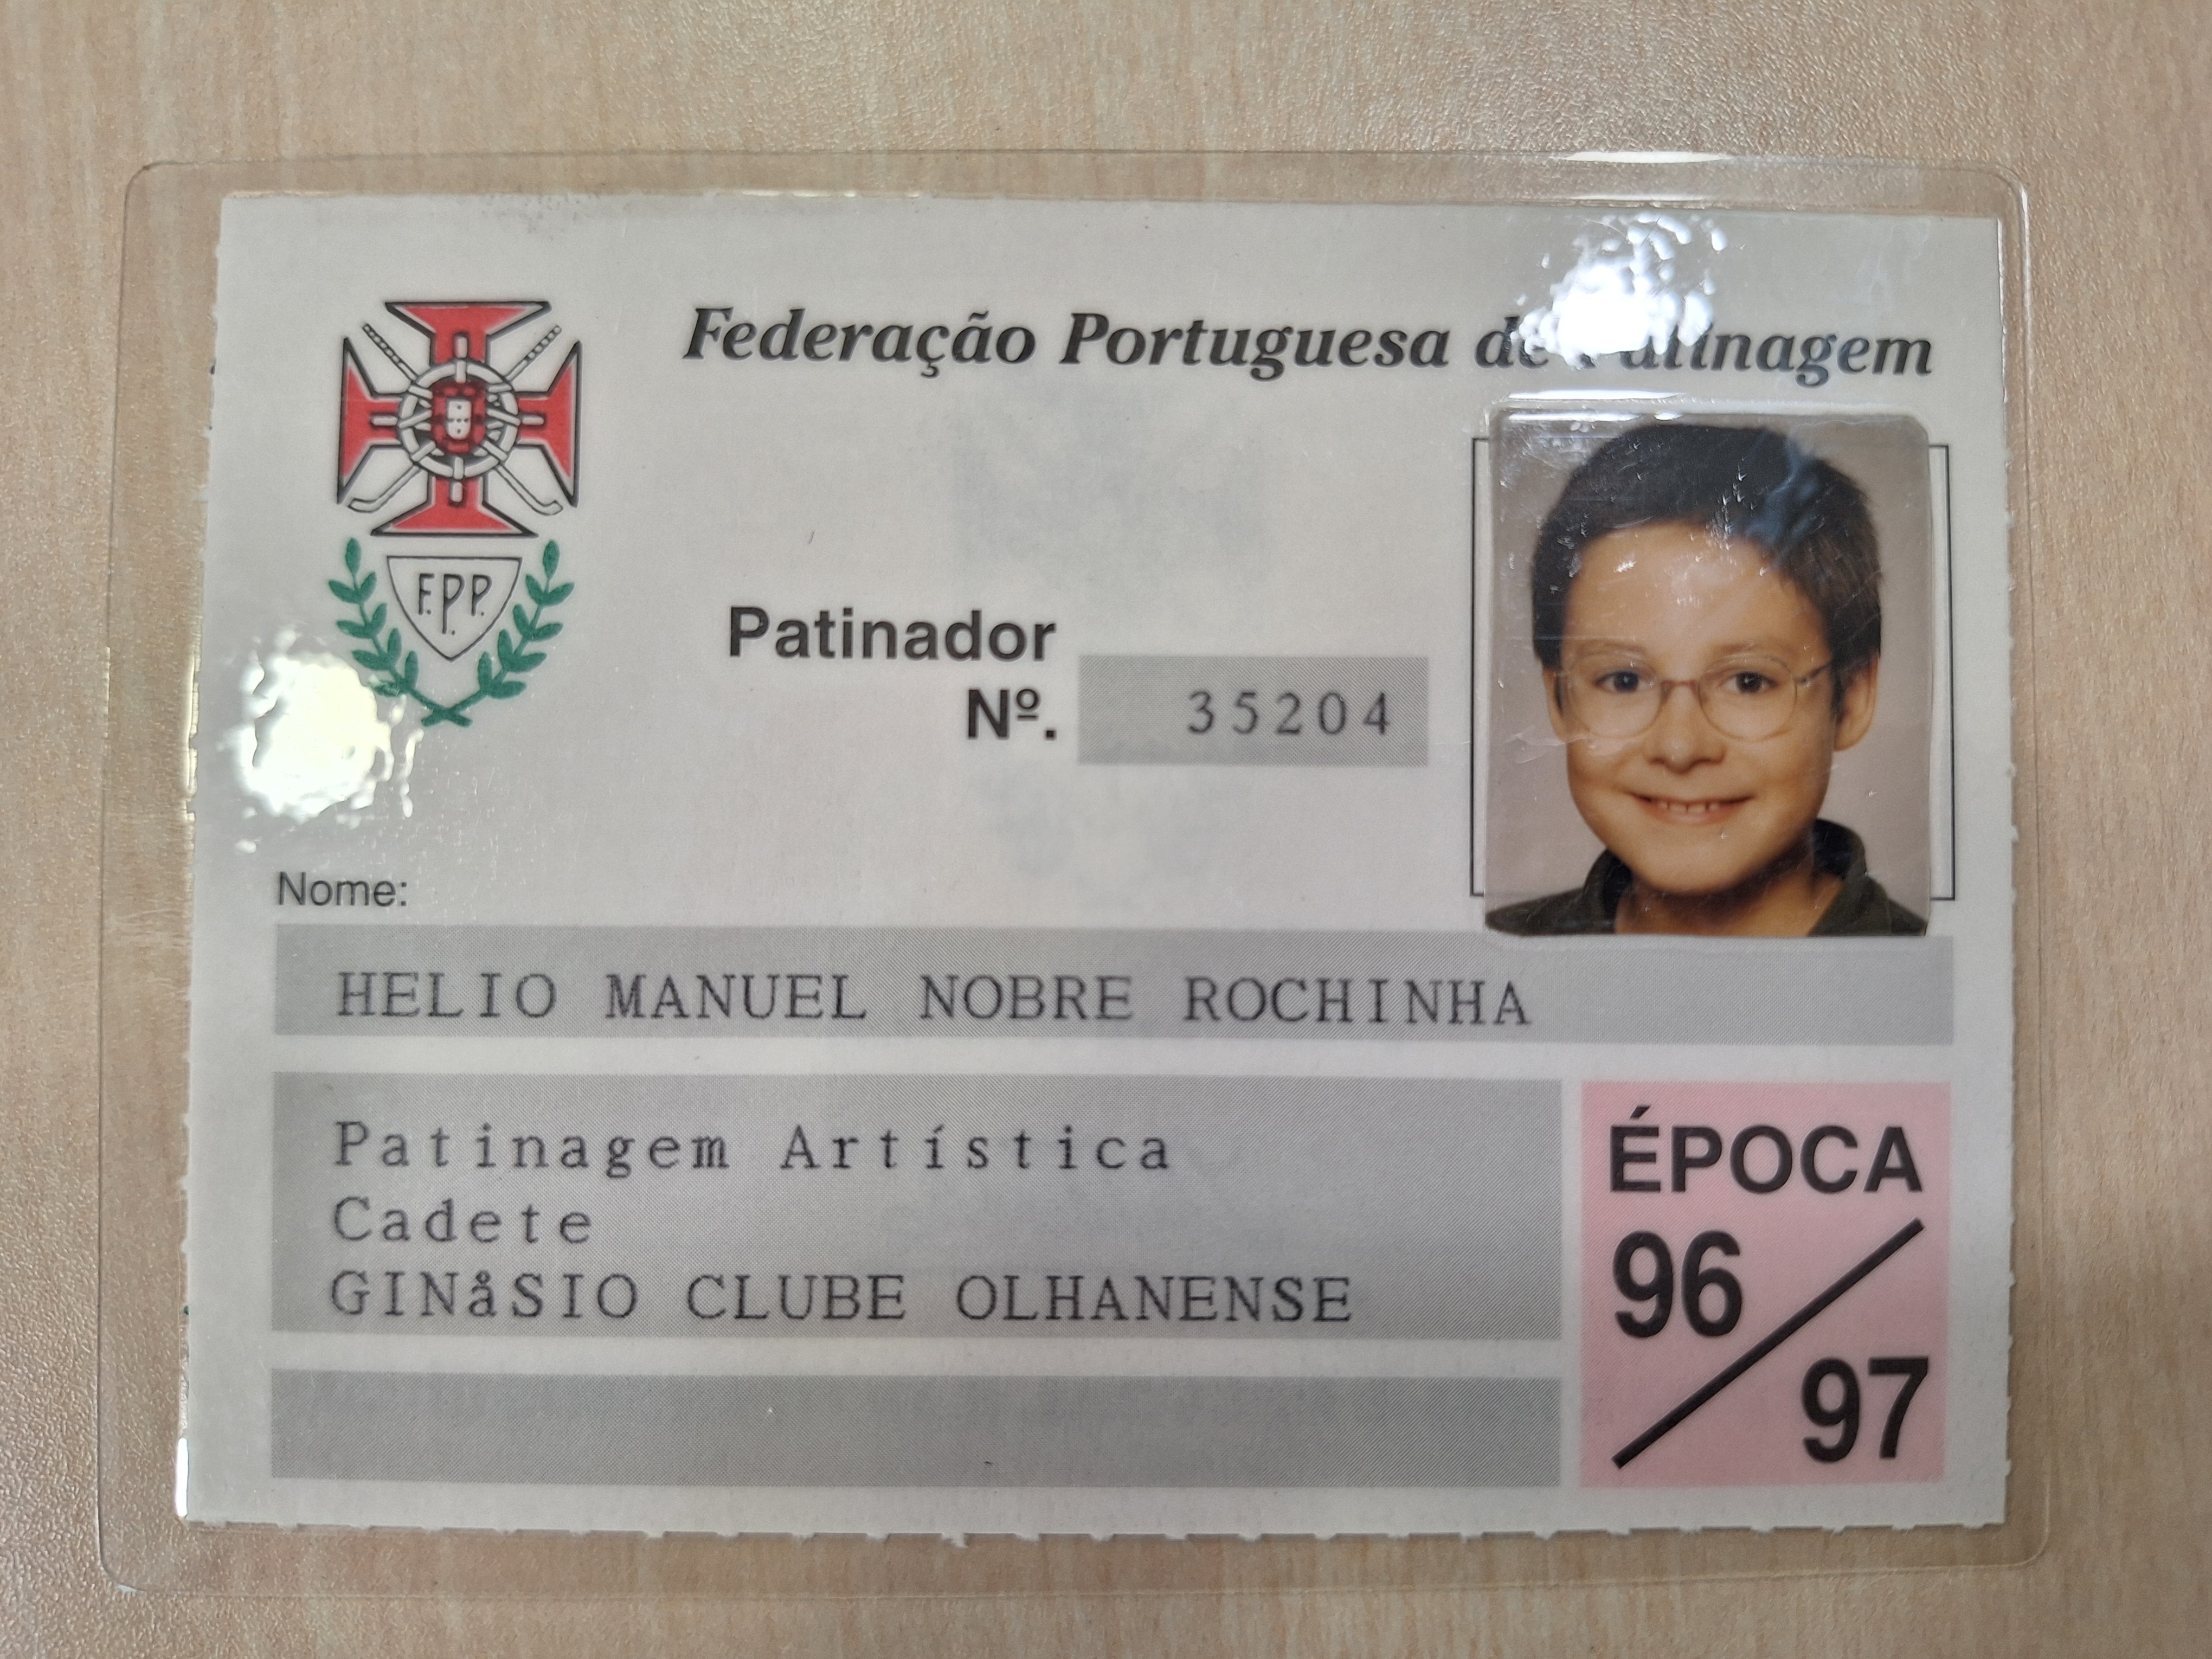 Federação Portuguesa de Patinagem
F.P.P.
Patinador
Nº. 35204
Nome:
HELIO MANUEL NOBRE ROCHINHA
Patinagem Artística
Cadete
GINåSIO CLUBE OLHANENSE
ÉPOCA
96
97